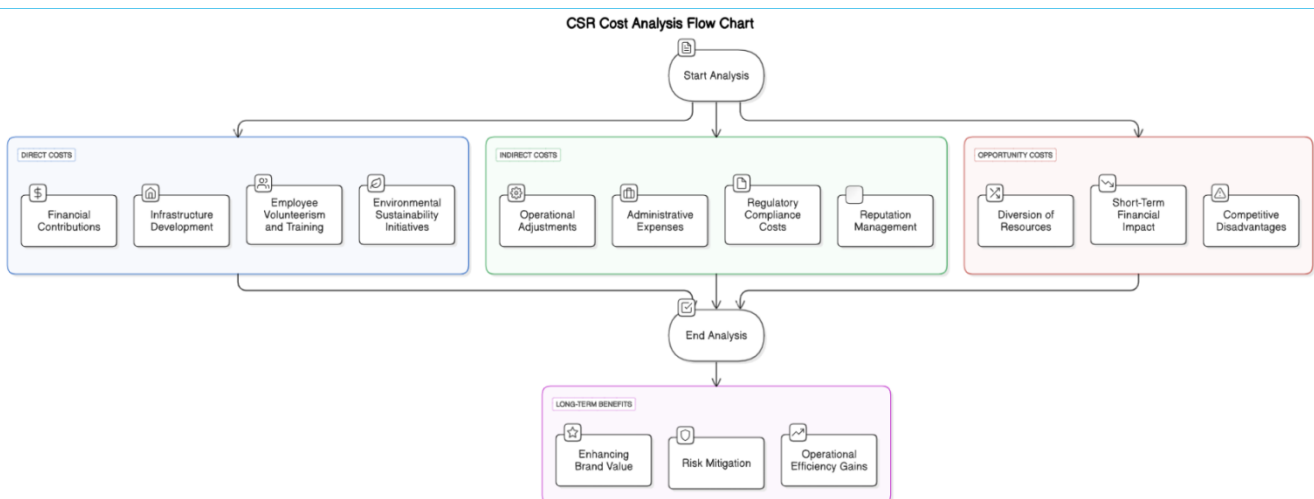 CSR Cost Analysis Flow Chart
Start Analysis
DIRECT COSTS
Financial
Contributions
Infrastructure
Development
Employee
Volunteerism
and Training
Environmental
Sustainability
Initiatives
INDIRECT COSTS
Operational
Adjustments
Administrative
Expenses
Regulatory
Compliance
Costs
Reputation
Management
OPPORTUNITY COSTS
Diversion of
Resources
Short-Term
Financial
Impact
Competitive
Disadvantages
End Analysis
LONG-TERM BENEFITS
Enhancing
Brand Value
Risk Mitigation
Operational
Efficiency Gains